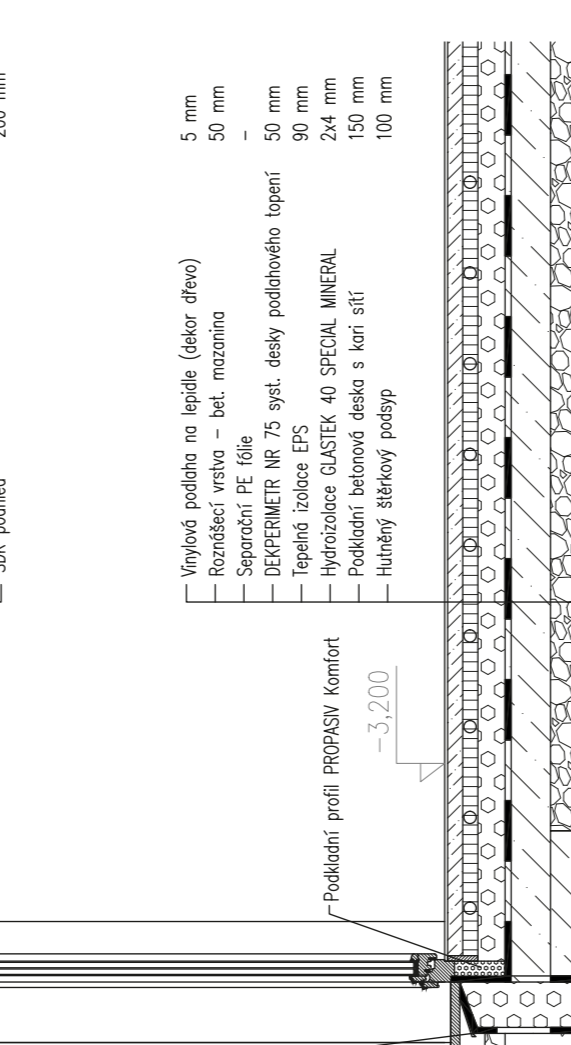 SDK podhled
200 mm
Vinylová podlaha na lepidle (dekor dřevo) 5 mm
Roznášecí vrstva – bet. mazanina 50 mm
Separační PE fólie –
DEKPERIMETR NR 75 syst. desky podlahového topení 50 mm
Tepelná izolace EPS 90 mm
Hydroizolace GLASTEK 40 SPECIAL MINERAL 2x4 mm
Podkladní betonová deska s kari sítí 150 mm
Hutněný štěrkový podsyp 100 mm
Podkladní profil PROPASIV Komfort
-3,200